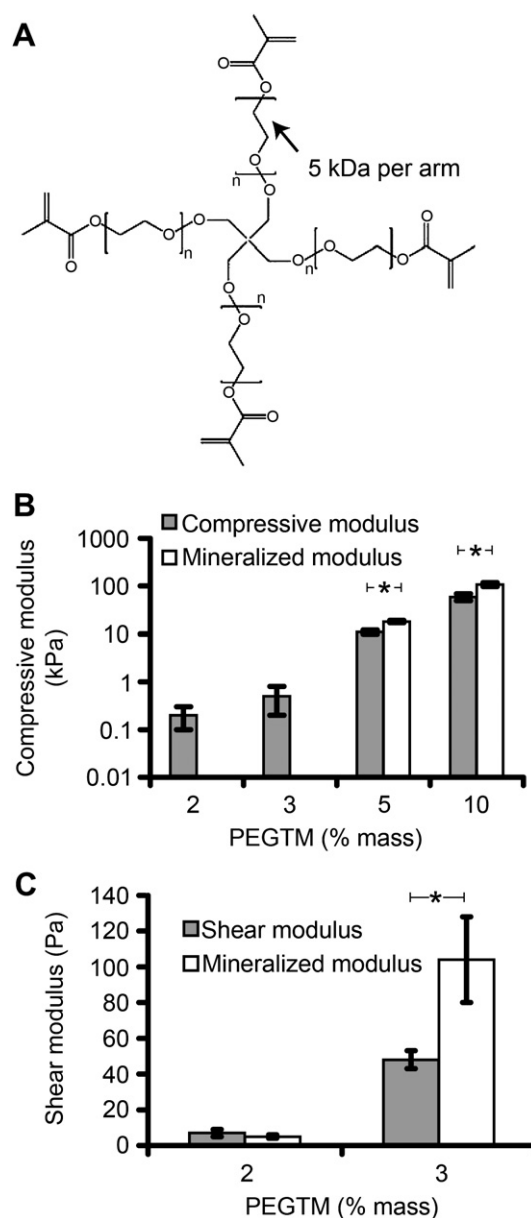 A
O
O
O
n
5 kDa per arm
O
n
O
O
O
n
O
O
O
n
O
O
O
n
O
O
n
O
O
B
Compressive modulus
Mineralized modulus
1000
100
10
1
0.1
0.01
Compressive modulus
(kPa)
*
*
2 3 5 10
PEGTM (% mass)
C
140
120
100
80
60
40
20
0
Shear modulus (Pa)
Shear modulus
Mineralized modulus
*
2 3
PEGTM (% mass)